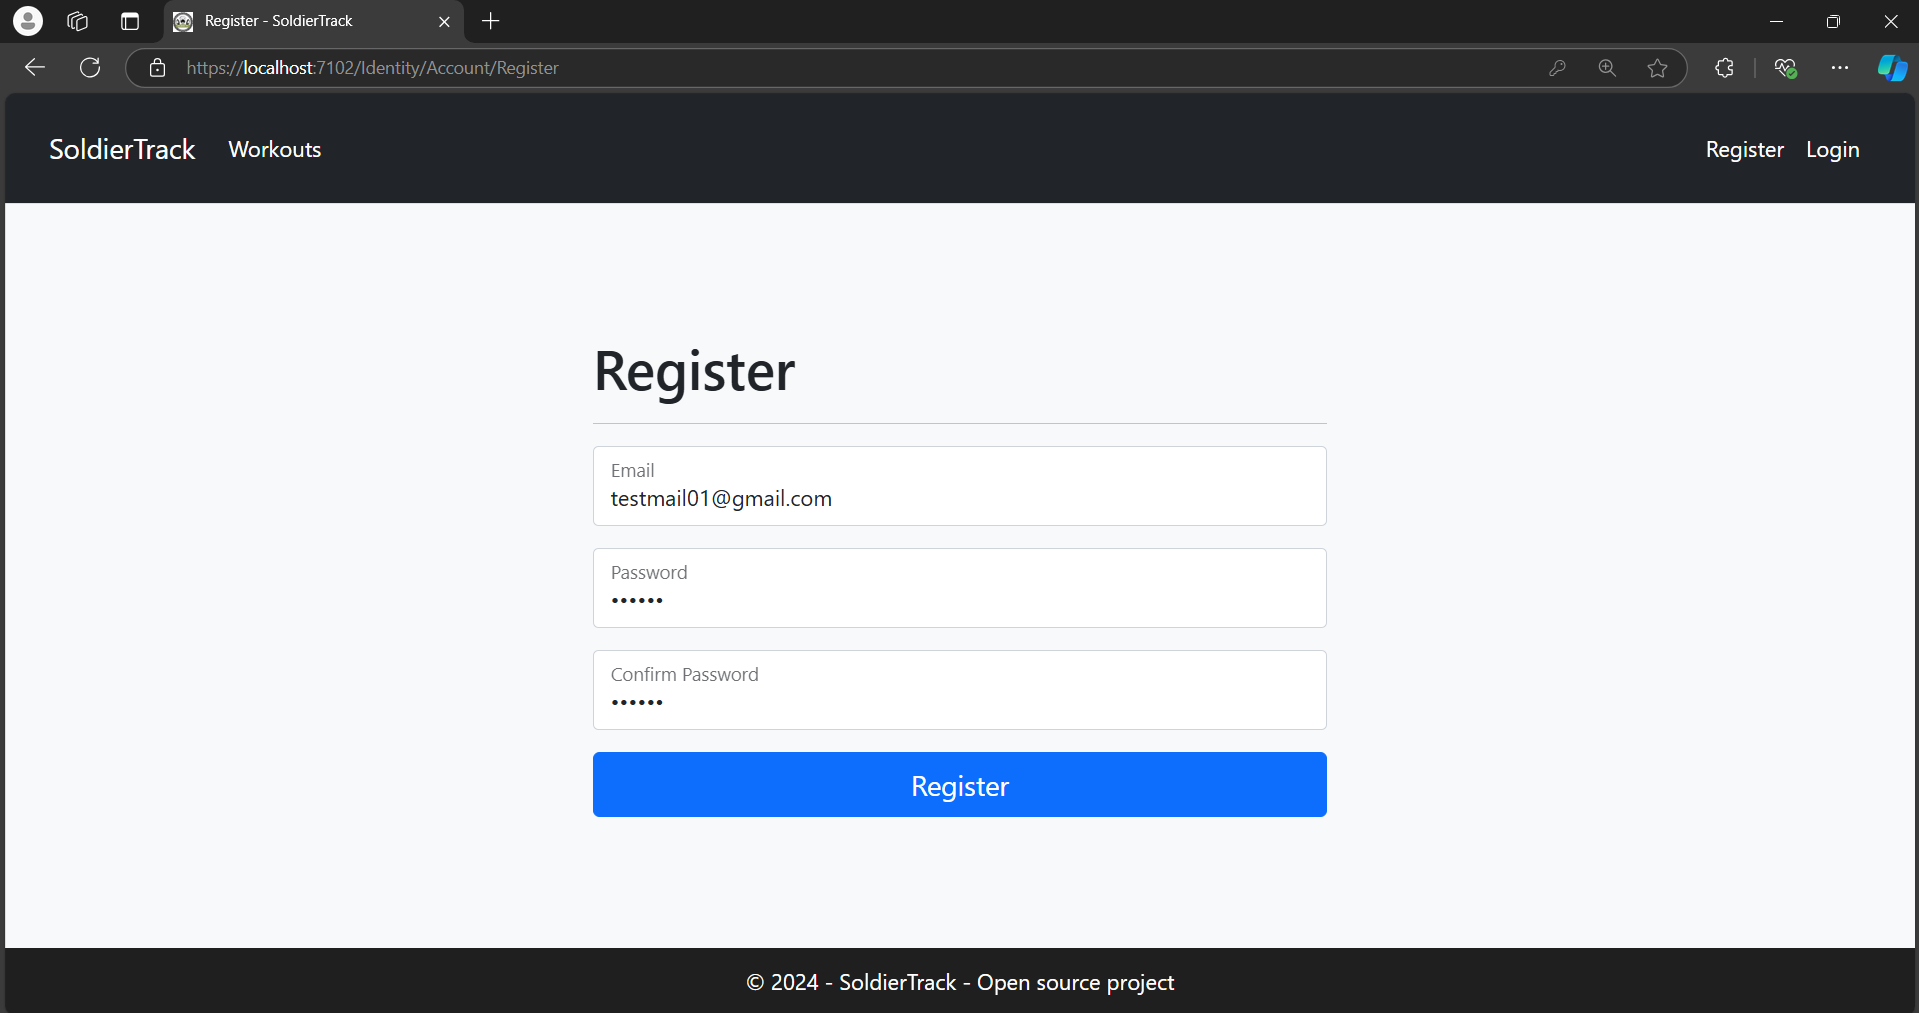 Register - SoldierTrack
https://localhost:7102/Identity/Account/Register
SoldierTrack Workouts Register Login
Register
Email
testmail01@gmail.com
Password
••••••
Confirm Password
••••••
Register
© 2024 - SoldierTrack - Open source project